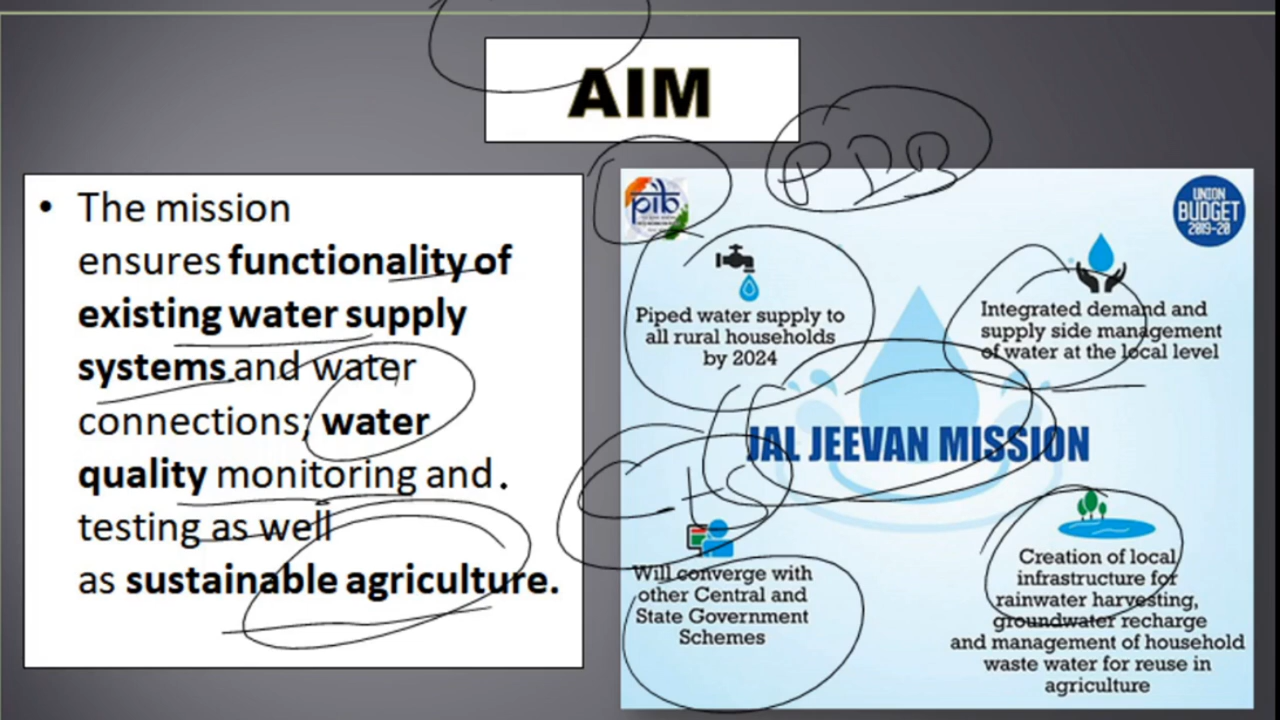 AIM
• The mission
ensures functionality of
existing water supply
systems and water
connections; water
quality monitoring and.
testing as well
as sustainable agriculture.
PDB
pib
UNION
BUDGET
2019-20
Piped water supply to
all rural households
by 2024
Integrated demand and
supply side management
of water at the local level
JAL JEEVAN MISSION
Will converge with
other Central and
State Government
Schemes
Creation of local
infrastructure for
rainwater harvesting,
groundwater recharge
and management of household
waste water for reuse in
agriculture